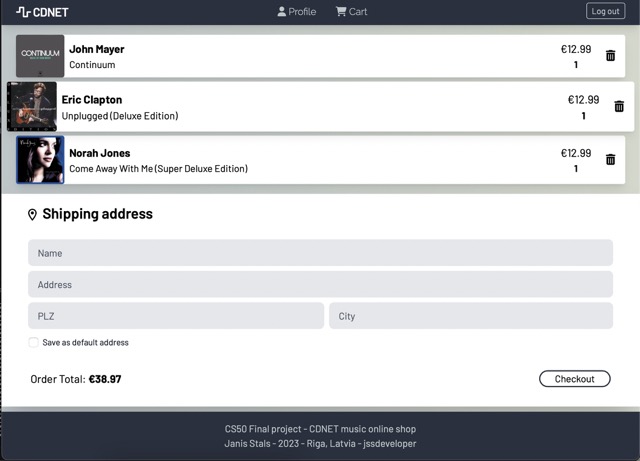 CDNET
Profile
Cart
Log out
CONTINUUM
John Mayer
Continuum
€12.99
1
Eric Clapton
Unplugged (Deluxe Edition)
€12.99
1
Norah Jones
Come Away With Me (Super Deluxe Edition)
€12.99
1
Shipping address
Name
Address
PLZ
City
Save as default address
Order Total: €38.97
Checkout
CS50 Final project - CDNET music online shop
Janis Stals - 2023 - Riga, Latvia - jssdeveloper